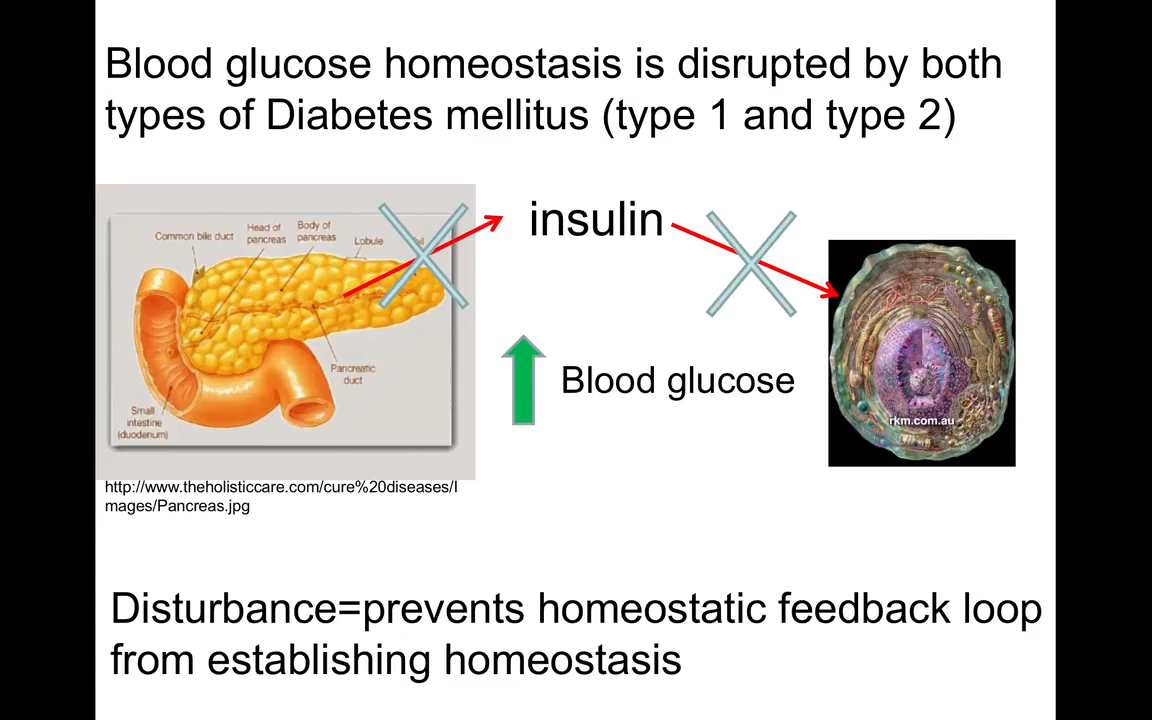 Blood glucose homeostasis is disrupted by both
types of Diabetes mellitus (type 1 and type 2)
insulin
Common bile duct
Head of
pancreas
Body of
pancreas
Lobule
Pancreatic
duct
Small
intestine
(duodenum)
Blood glucose
rkm.com.au
http://www.theholisticcare.com/cure%20diseases/I
mages/Pancreas.jpg
Disturbance=prevents homeostatic feedback loop
from establishing homeostasis